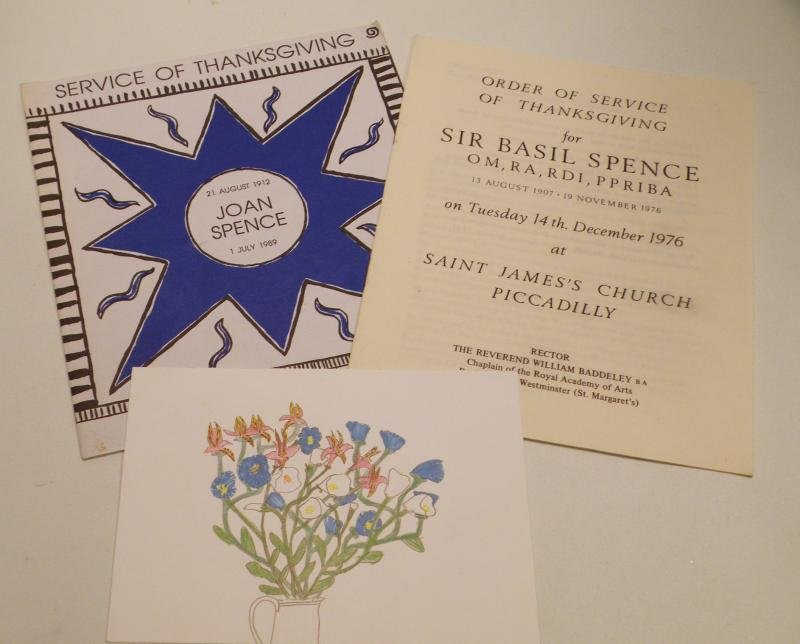 SERVICE OF THANKSGIVING
21 AUGUST 1912
JOAN
SPENCE
1 JULY 1989
ORDER OF SERVICE
OF THANKSGIVING
for
SIR BASIL SPENCE
OM, RA, RDI, PPRIBA
13 AUGUST 1907 - 19 NOVEMBER 1976
on Tuesday 14th. December 1976
at
SAINT JAMES'S CHURCH
PICCADILLY
RECTOR
THE REVEREND WILLIAM BADDELEY BA
Chaplain of the Royal Academy of Arts
Westminster (St. Margaret's)